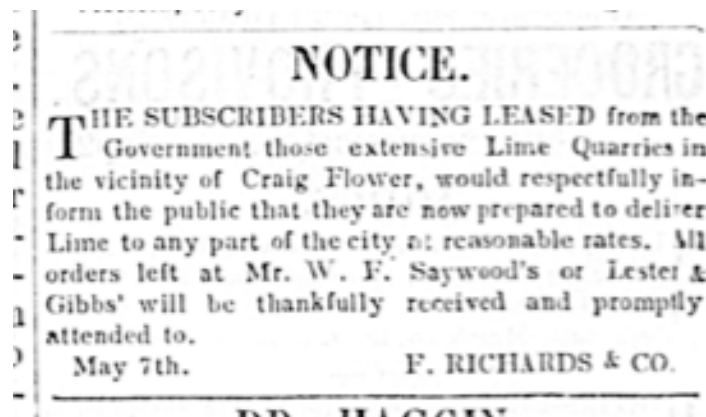 NOTICE.
THE SUBSCRIBERS HAVING LEASED from the
Government those extensive Lime Quarries in
the vicinity of Craig Flower, would respectfully in-
form the public that they are now prepared to deliver
Lime to any part of the city at reasonable rates. All
orders left at Mr. W. F. Saywood's or Lester &
Gibbs' will be thankfully received and promptly
attended to.
May 7th. F. RICHARDS & CO.
DR. HAGGIN